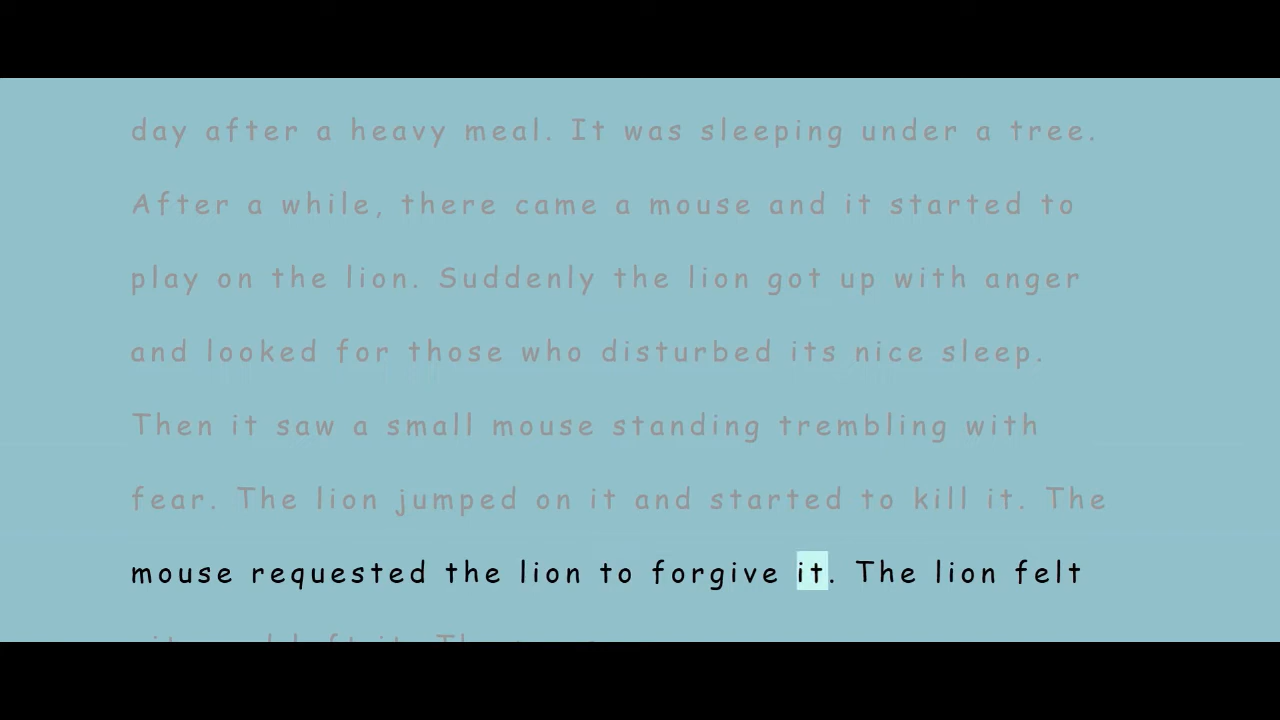 day after a heavy meal. It was sleeping under a tree.
After a while, there came a mouse and it started to
play on the lion. Suddenly the lion got up with anger
and looked for those who disturbed its nice sleep.
Then it saw a small mouse standing trembling with
fear. The lion jumped on it and started to kill it. The
mouse requested the lion to forgive it. The lion felt
left it. The